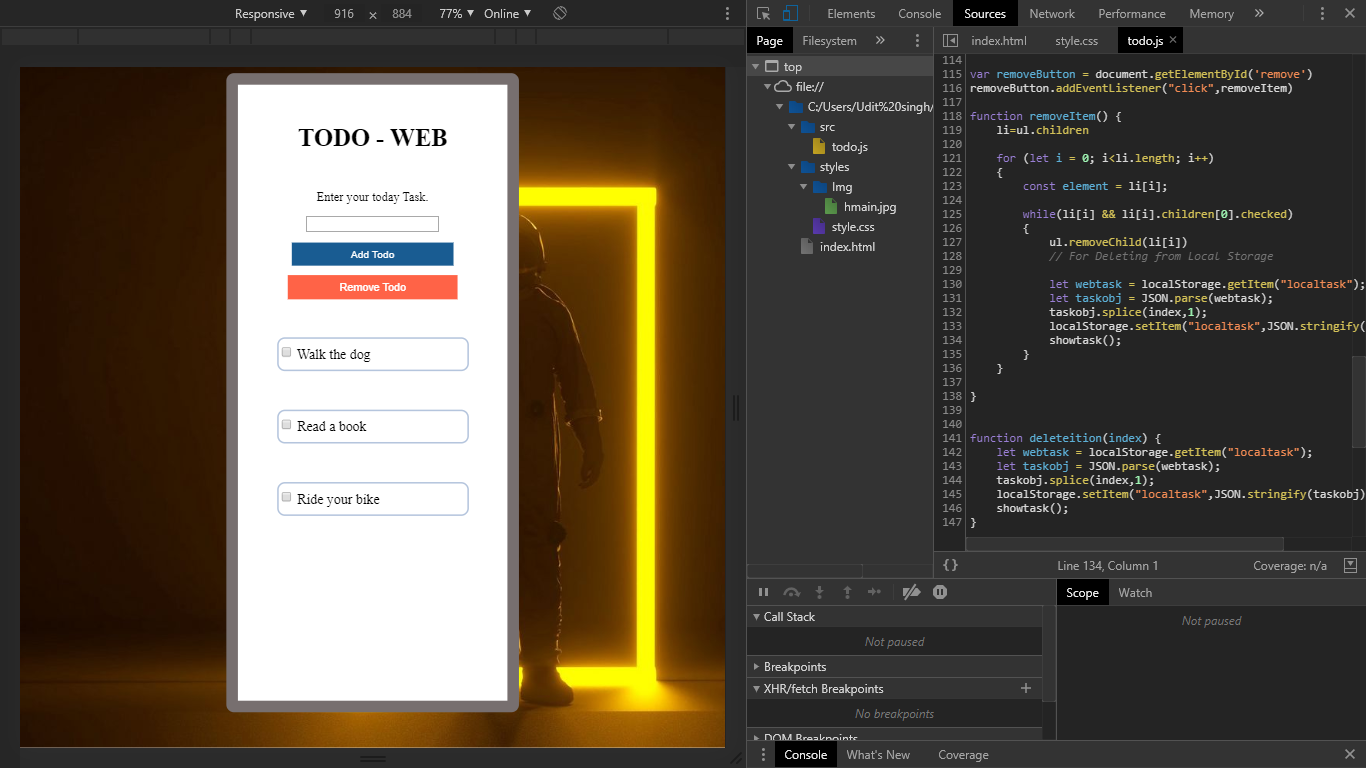 Responsive ▼ 916 × 884 77% ▼ Online ▼
Elements Console Sources Network Performance Memory »
Page Filesystem »
index.html style.css todo.js ×
top
file://
C:/Users/Udit%20singh/
src
todo.js
styles
Img
hmain.jpg
style.css
index.html
TODO - WEB
Enter your today Task.
Add Todo
Remove Todo
Walk the dog
Read a book
Ride your bike
114
115 var removeButton = document.getElementById('remove')
116 removeButton.addEventListener("click",removeItem)
117
118 function removeItem() {
119 li=ul.children
120
121 for (let i = 0; i<li.length; i++)
122 {
123 const element = li[i];
124
125 while(li[i] && li[i].children[0].checked)
126 {
127 ul.removeChild(li[i])
128 // For Deleting from Local Storage
129
130 let webtask = localStorage.getItem("localtask");
131 let taskobj = JSON.parse(webtask);
132 taskobj.splice(index,1);
133 localStorage.setItem("localtask",JSON.stringify(
134 showtask();
135 }
136 }
137
138 }
139
140
141 function deleteition(index) {
142 let webtask = localStorage.getItem("localtask");
143 let taskobj = JSON.parse(webtask);
144 taskobj.splice(index,1);
145 localStorage.setItem("localtask",JSON.stringify(taskobj)
146 showtask();
147 }
{} Line 134, Column 1 Coverage: n/a
Scope Watch
Not paused
Call Stack
Not paused
Breakpoints
XHR/fetch Breakpoints +
No breakpoints
DOM Breakpoints
Console What's New Coverage ×